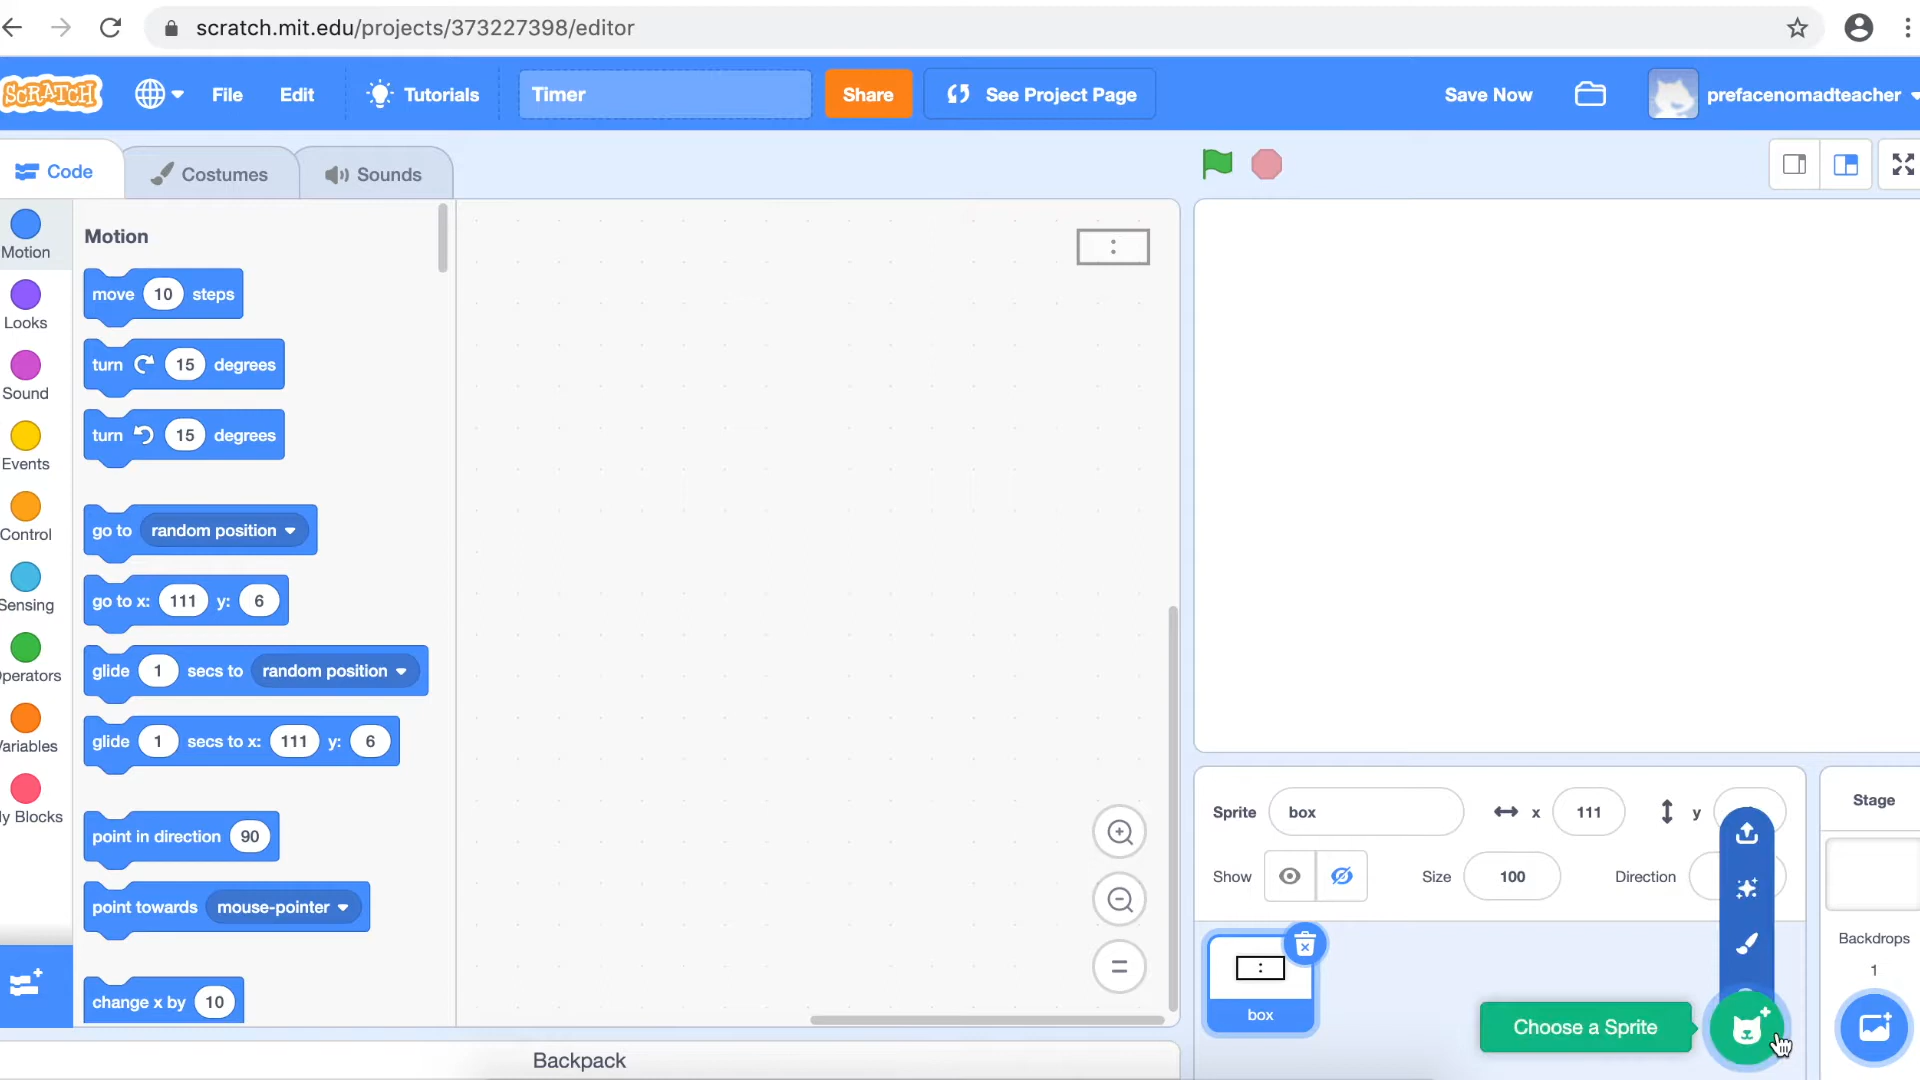 scratch.mit.edu/projects/373227398/editor
SCRATCH File Edit Tutorials Timer Share See Project Page Save Now prefacenomadteacher
Code Costumes Sounds
Motion
Looks
Sound
Events
Control
Sensing
perators
ariables
y Blocks
Motion
move 10 steps
turn 15 degrees
turn 15 degrees
go to random position
go to x: 111 y: 6
glide 1 secs to random position
glide 1 secs to x: 111 y: 6
point in direction 90
point towards mouse-pointer
change x by 10
:
Backpack
Sprite box x 111 y
Show Size 100 Direction
:
box
Choose a Sprite
Stage
Backdrops
1